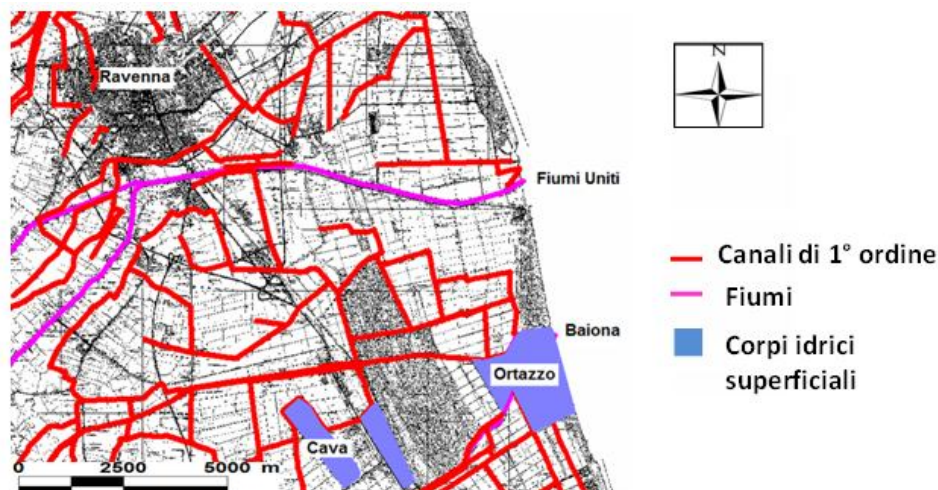 Ravenna
N
Fiumi Uniti
Canali di 1° ordine
Fiumi
Baiona
Corpi idrici
superficiali
Ortazzo
Cava
0 2500 5000 m